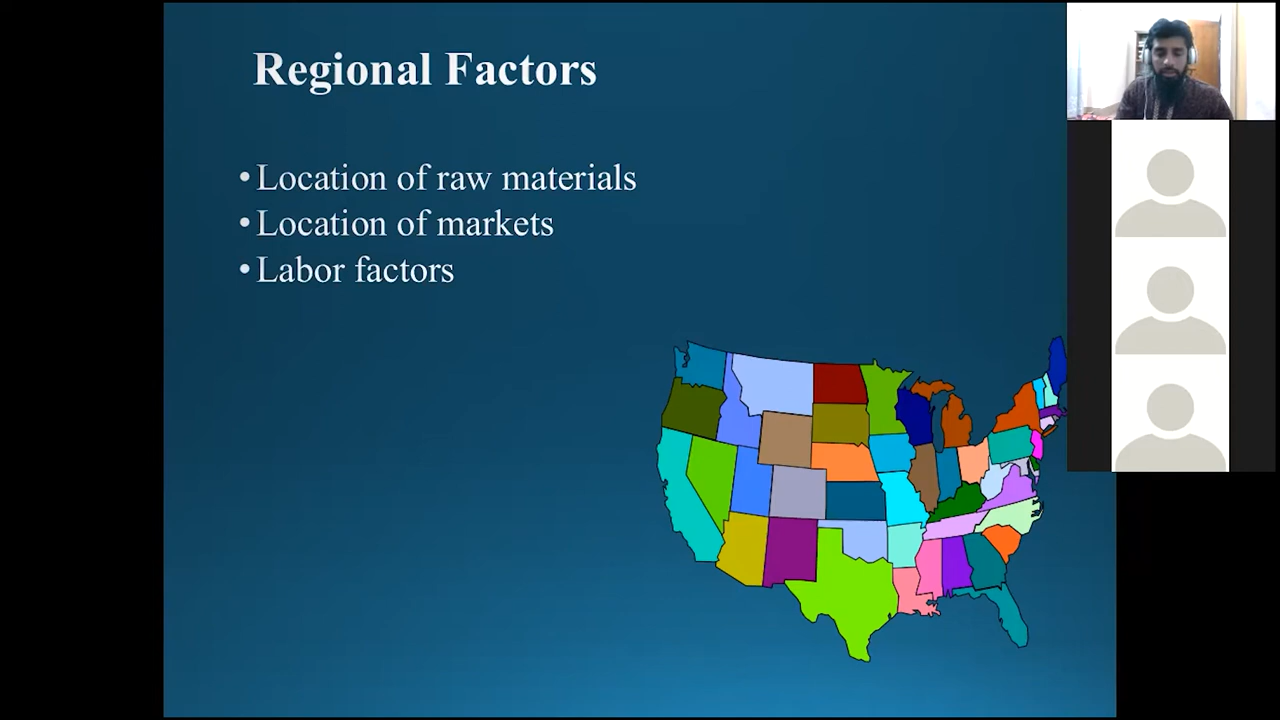 Regional Factors
• Location of raw materials
• Location of markets
• Labor factors